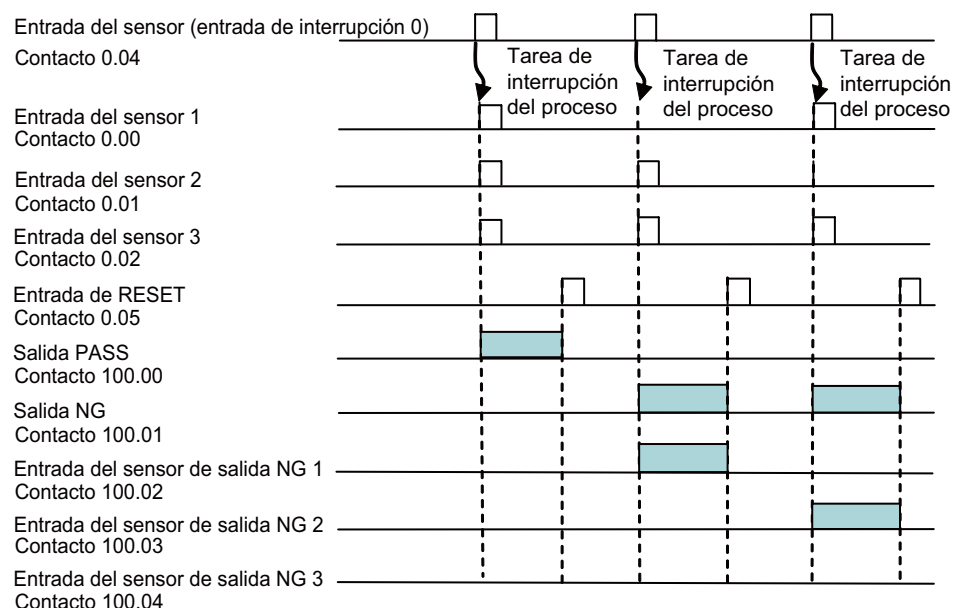 Entrada del sensor (entrada de interrupción 0)
Contacto 0.04
Tarea de
interrupción
del proceso
Tarea de
interrupción
del proceso
Tarea de
interrupción
del proceso
Entrada del sensor 1
Contacto 0.00
Entrada del sensor 2
Contacto 0.01
Entrada del sensor 3
Contacto 0.02
Entrada de RESET
Contacto 0.05
Salida PASS
Contacto 100.00
Salida NG
Contacto 100.01
Entrada del sensor de salida NG 1
Contacto 100.02
Entrada del sensor de salida NG 2
Contacto 100.03
Entrada del sensor de salida NG 3
Contacto 100.04